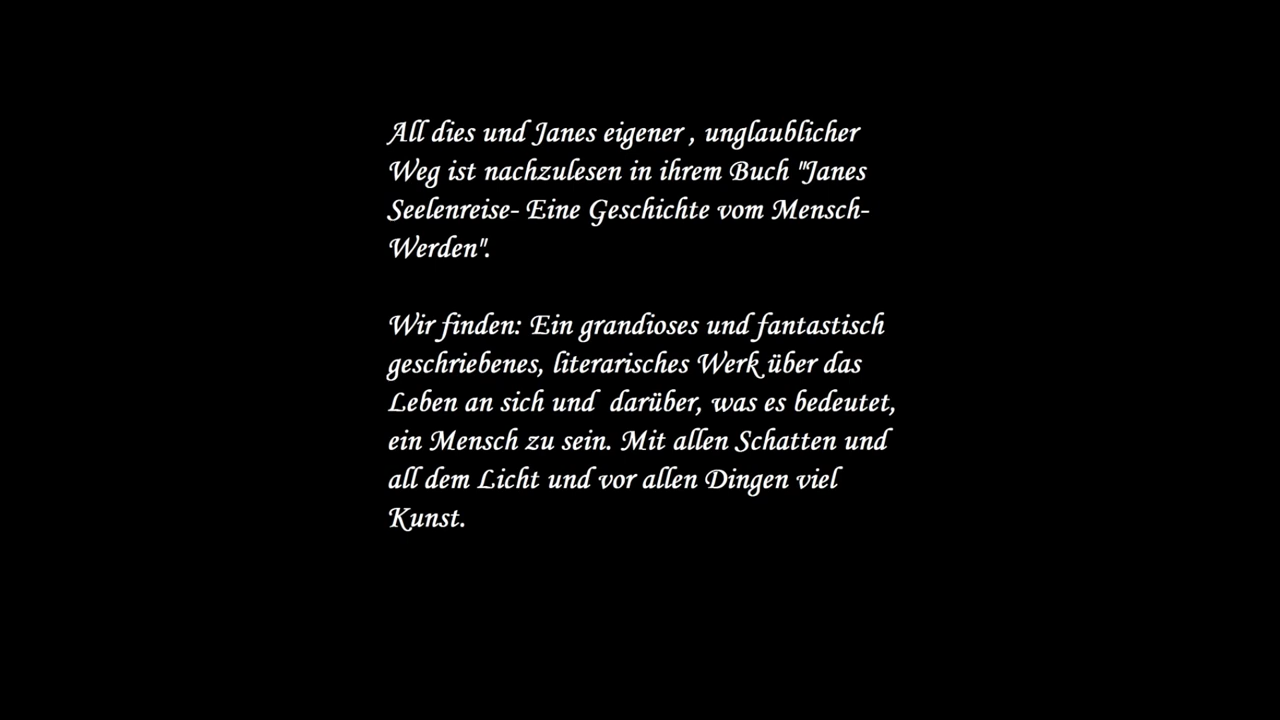 All dies und Janes eigener , unglaublicher
Weg ist nachzulesen in ihrem Buch "Janes
Seelenreise- Eine Geschichte vom Mensch-
Werden".
Wir finden: Ein grandioses und fantastisch
geschriebenes, literarisches Werk über das
Leben an sich und  darüber, was es bedeutet,
ein Mensch zu sein. Mit allen Schatten und
all dem Licht und vor allen Dingen viel
Kunst.